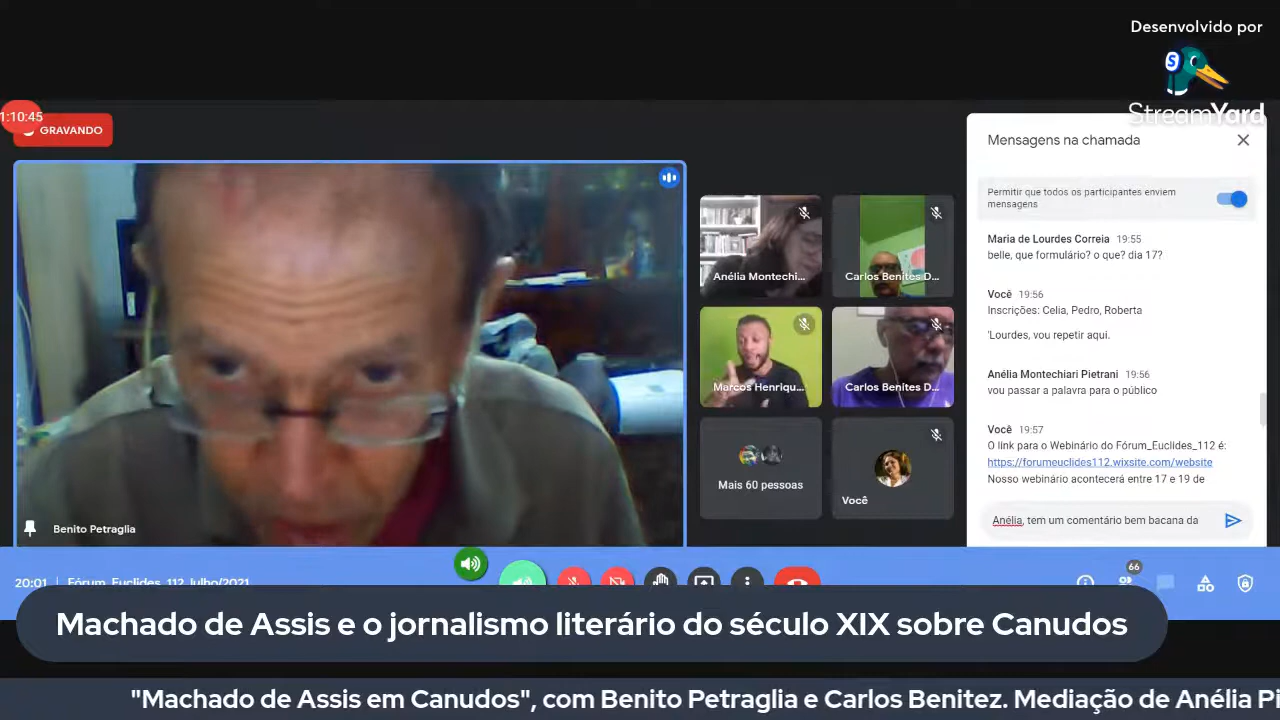 Desenvolvido por
StreamYard
1:10:45
GRAVANDO
Mensagens na chamada
Permitir que todos os participantes enviem
mensagens
Maria de Lourdes Correia 19:55
belle, que formulário? o que? dia 17?
Você 19:56
Inscrições: Celia, Pedro, Roberta
'Lourdes, vou repetir aqui.
Anélia Montechiari Pietrani 19:56
vou passar a palavra para o público
Você 19:57
O link para o Webinário do Fórum_Euclides_112 é:
https://forumeuclides112.wixsite.com/website
Nosso webinário acontecerá entre 17 e 19 de
Anélia, tem um comentário bem bacana da
Anélia Montechi...
Carlos Benites D...
Marcos Henriqu...
Carlos Benites D...
Mais 60 pessoas
Você
Benito Petraglia
66
20:01 | Fórum_Euclides_112 Julho/2021
Machado de Assis e o jornalismo literário do século XIX sobre Canudos
"Machado de Assis em Canudos", com Benito Petraglia e Carlos Benitez. Mediação de Anélia Pi